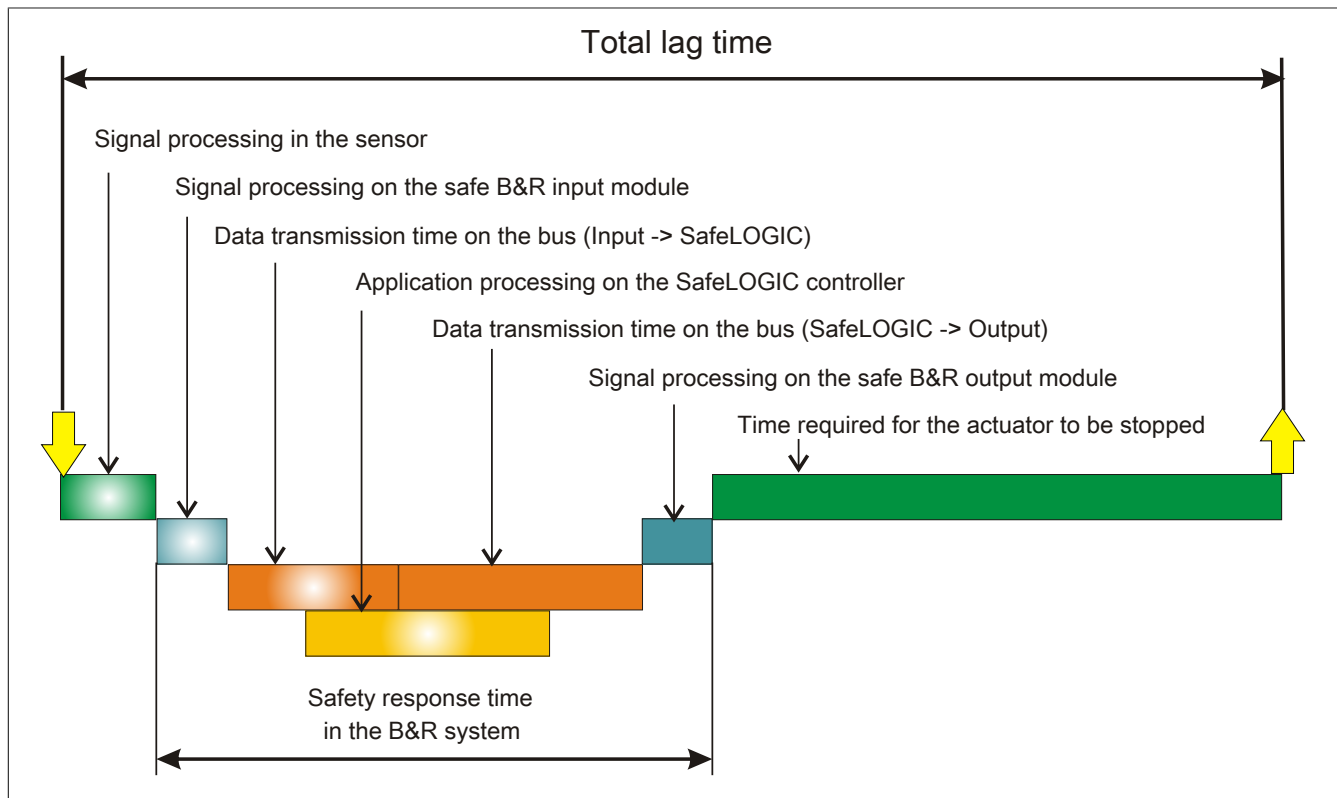 Total lag time
Signal processing in the sensor
Signal processing on the safe B&R input module
Data transmission time on the bus (Input -> SafeLOGIC)
Application processing on the SafeLOGIC controller
Data transmission time on the bus (SafeLOGIC -> Output)
Signal processing on the safe B&R output module
Time required for the actuator to be stopped
Safety response time
in the B&R system